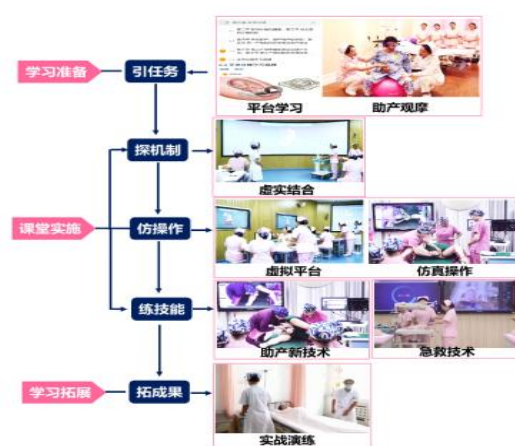 学习准备
引任务
平台学习
助产观摩
探机制
虚实结合
课堂实施
仿操作
虚拟平台
仿真操作
练技能
助产新技术
急救技术
学习拓展
拓成果
实战演练